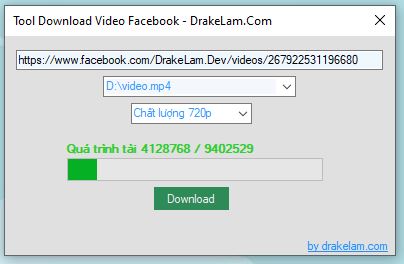 Tool Download Video Facebook - DrakeLam.Com
https://www.facebook.com/DrakeLam.Dev/videos/267922531196680
D:\video.mp4
Chất lượng 720p
Quá trình tải 4128768 / 9402529
Download
by drakelam.com